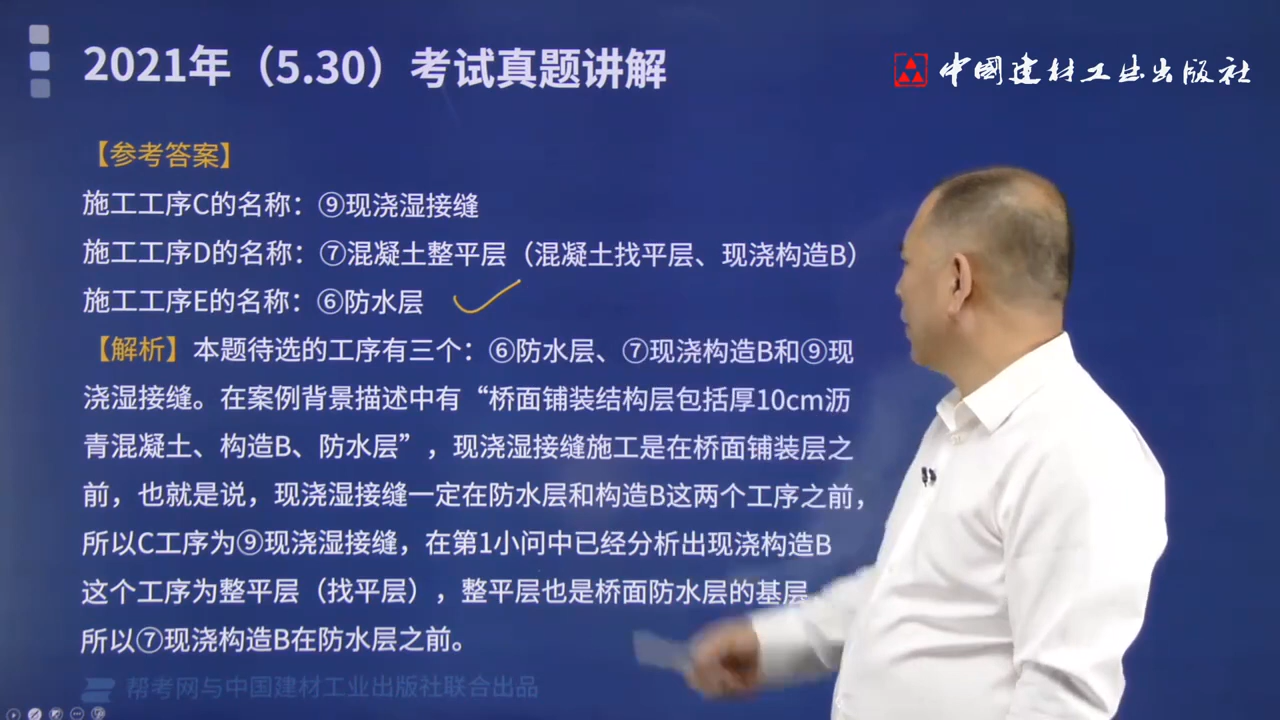 2021年（5.30）考试真题讲解
中国建材工业出版社
【参考答案】
施工工序C的名称：⑨现浇湿接缝
施工工序D的名称：⑦混凝土整平层（混凝土找平层、现浇构造B）
施工工序E的名称：⑥防水层
【解析】本题待选的工序有三个：⑥防水层、⑦现浇构造B和⑨现
浇湿接缝。在案例背景描述中有“桥面铺装结构层包括厚10cm沥
青混凝土、构造B、防水层”，现浇湿接缝施工是在桥面铺装层之
前，也就是说，现浇湿接缝一定在防水层和构造B这两个工序之前，
所以C工序为⑨现浇湿接缝，在第1小问中已经分析出现浇构造B
这个工序为整平层（找平层），整平层也是桥面防水层的基层
所以⑦现浇构造B在防水层之前。
帮考网与中国建材工业出版社联合出品